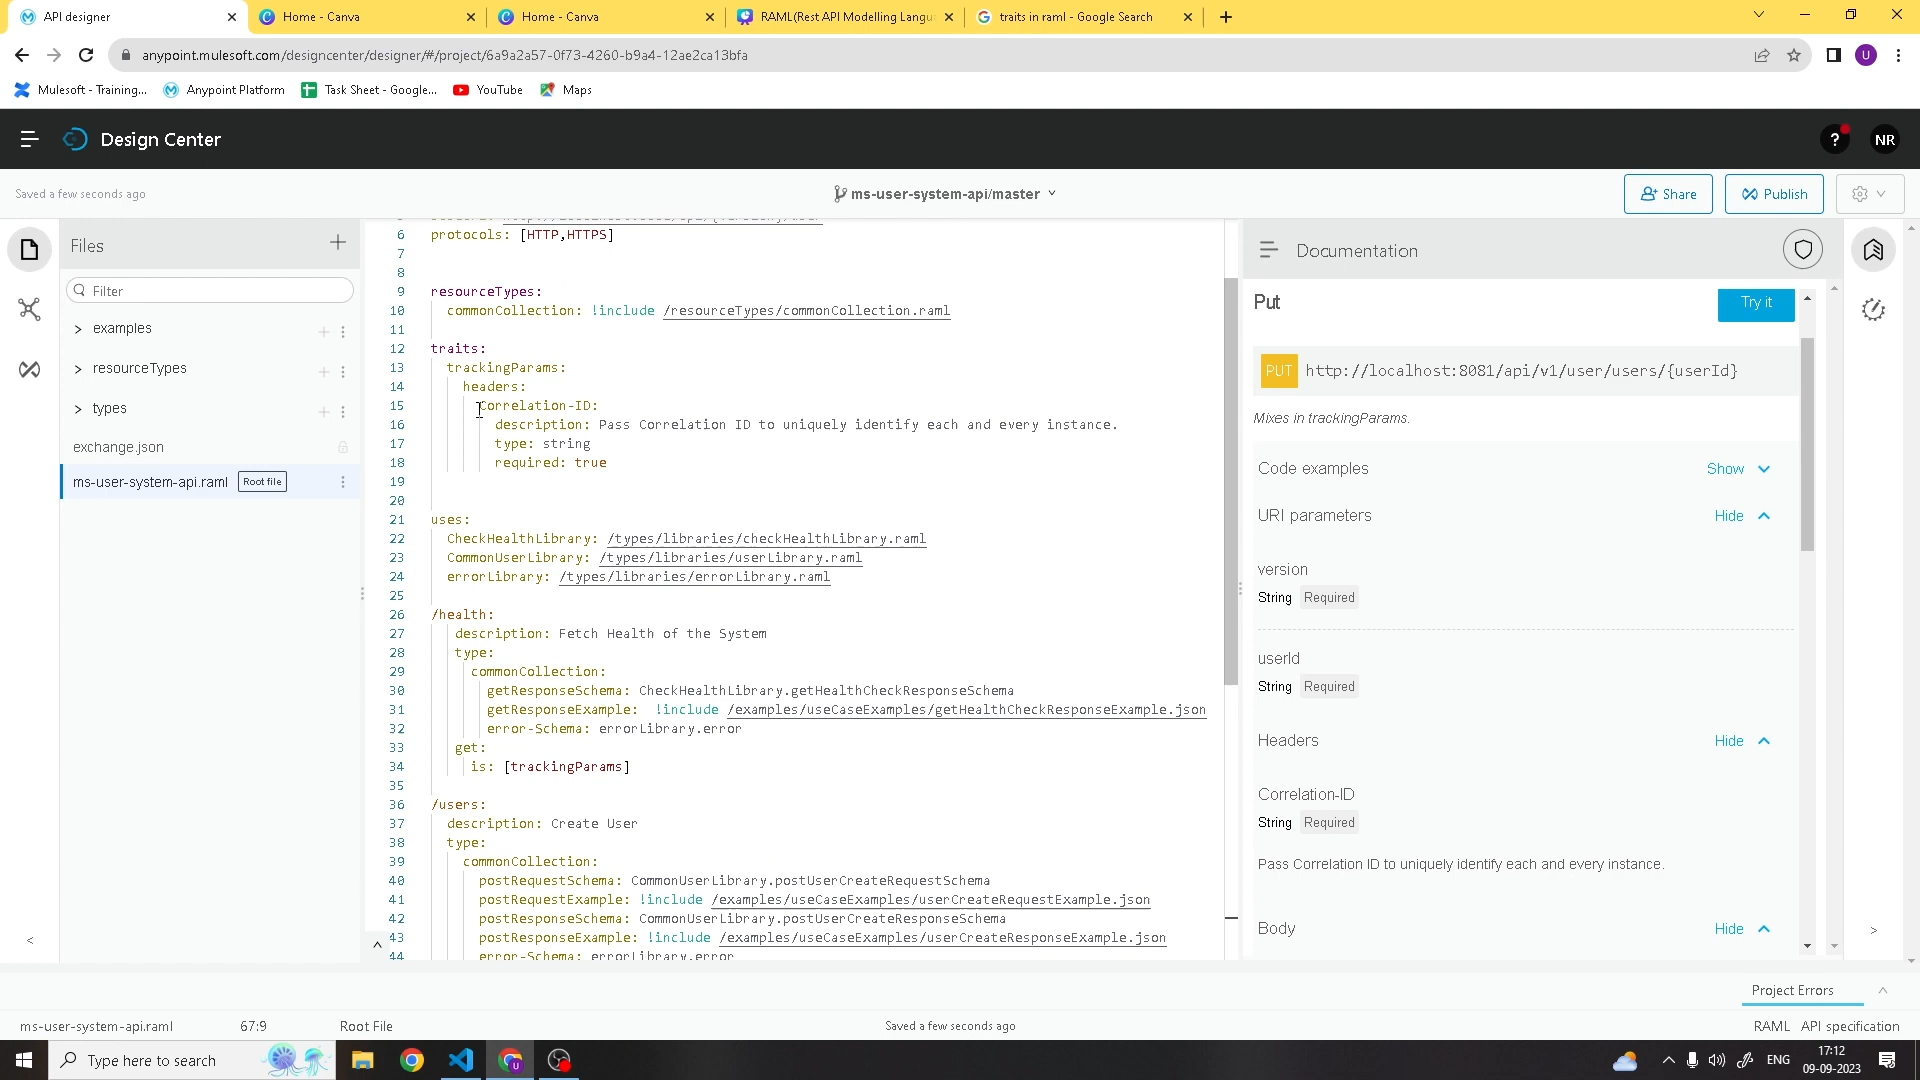 API designer
Home - Canva
Home - Canva
RAML(Rest API Modelling Langu
traits in raml - Google Search
anypoint.mulesoft.com/designcenter/designer/#/project/6a9a2a57-0f73-4260-b9a4-12ae2ca13bfa
U
Mulesoft - Training...
Anypoint Platform
Task Sheet - Google...
YouTube
Maps
Design Center
?
NR
Saved a few seconds ago
ms-user-system-api/master
Share
Publish
Files
Filter
examples
resourceTypes
types
exchange.json
ms-user-system-api.raml Root file
6 protocols: [HTTP,HTTPS]
7
8
9 resourceTypes:
10 commonCollection: !include /resourceTypes/commonCollection.raml
11
12 traits:
13 trackingParams:
14 headers:
15 Correlation-ID:
16 description: Pass Correlation ID to uniquely identify each and every instance.
17 type: string
18 required: true
19
20
21 uses:
22 CheckHealthLibrary: /types/libraries/checkHealthLibrary.raml
23 CommonUserLibrary: /types/libraries/userLibrary.raml
24 errorLibrary: /types/libraries/errorLibrary.raml
25
26 /health:
27 description: Fetch Health of the System
28 type:
29 commonCollection:
30 getResponseSchema: CheckHealthLibrary.getHealthCheckResponseSchema
31 getResponseExample: !include /examples/useCaseExamples/getHealthCheckResponseExample.json
32 error-Schema: errorLibrary.error
33 get:
34 is: [trackingParams]
35
36 /users:
37 description: Create User
38 type:
39 commonCollection:
40 postRequestSchema: CommonUserLibrary.postUserCreateRequestSchema
41 postRequestExample: !include /examples/useCaseExamples/userCreateRequestExample.json
42 postResponseSchema: CommonUserLibrary.postUserCreateResponseSchema
43 postResponseExample: !include /examples/useCaseExamples/userCreateResponseExample.json
44 error-Schema: errorLibrary.error
Documentation
Put
Try it
PUT http://localhost:8081/api/v1/user/users/{userId}
Mixes in trackingParams.
Code examples Show
URI parameters Hide
version
String Required
userId
String Required
Headers Hide
Correlation-ID
String Required
Pass Correlation ID to uniquely identify each and every instance.
Body Hide
Project Errors
ms-user-system-api.raml 67:9 Root File Saved a few seconds ago RAML API specification
Type here to search
U
ENG
17:12
09-09-2023